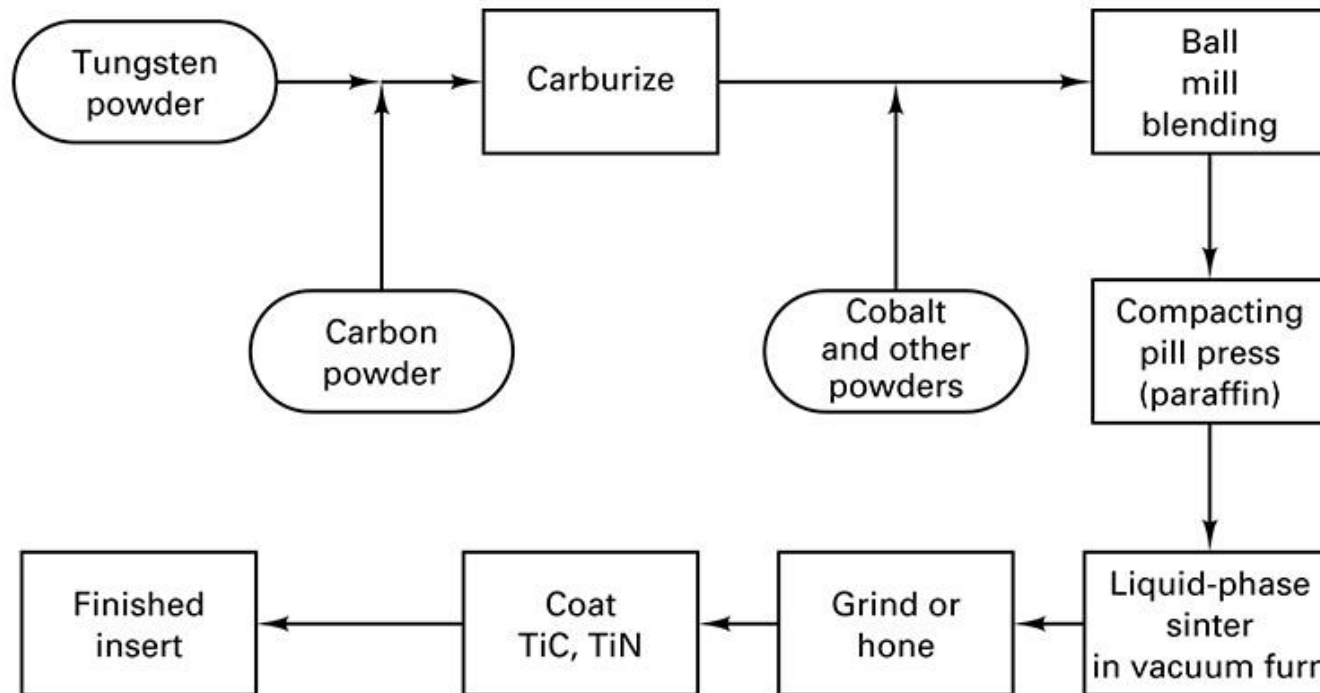 Tungsten
powder
Carburize
Ball
mill
blending
Carbon
powder
Cobalt
and other
powders
Compacting
pill press
(paraffin)
Finished
insert
Coat
TiC, TiN
Grind or
hone
Liquid-phase
sinter
in vacuum furn